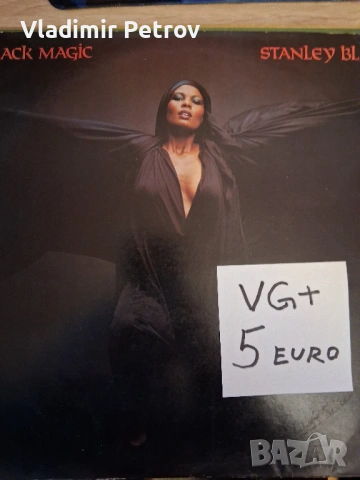 Vladimir Petrov
ACK MAGIC STANLEY BL
VG+
5 EURO
BAZAR